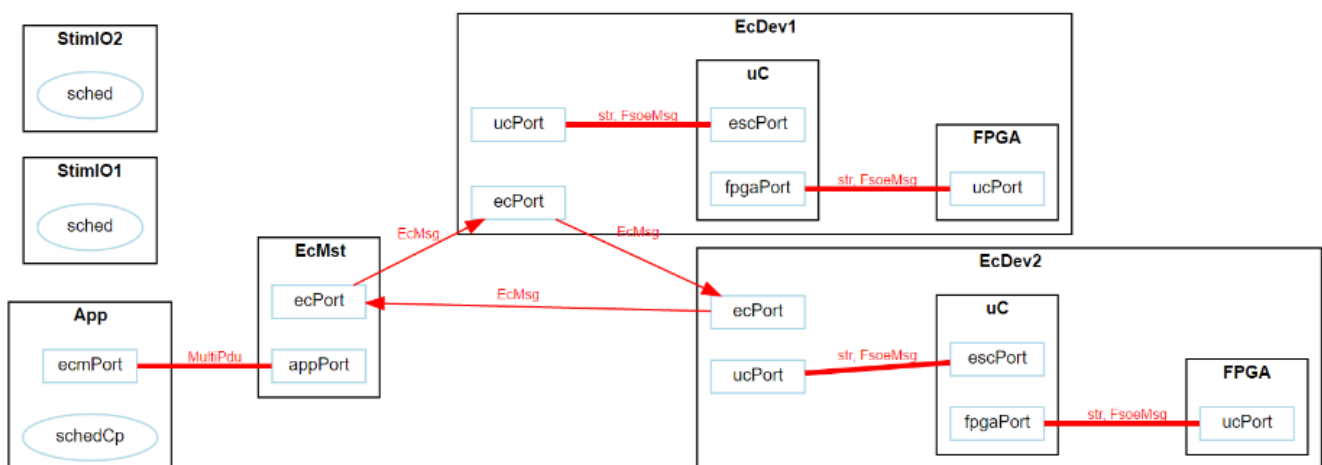 StimIO2
sched
StimIO1
sched
App
ecmPort
schedCp
MultiPdu
EcMst
ecPort
appPort
EcMsg
EcMsg
EcMsg
EcDev1
ucPort
str, FsoeMsg
ecPort
uC
escPort
fpgaPort
str, FsoeMsg
FPGA
ucPort
EcDev2
ecPort
ucPort
str, FsoeMsg
uC
escPort
fpgaPort
str, FsoeMsg
FPGA
ucPort